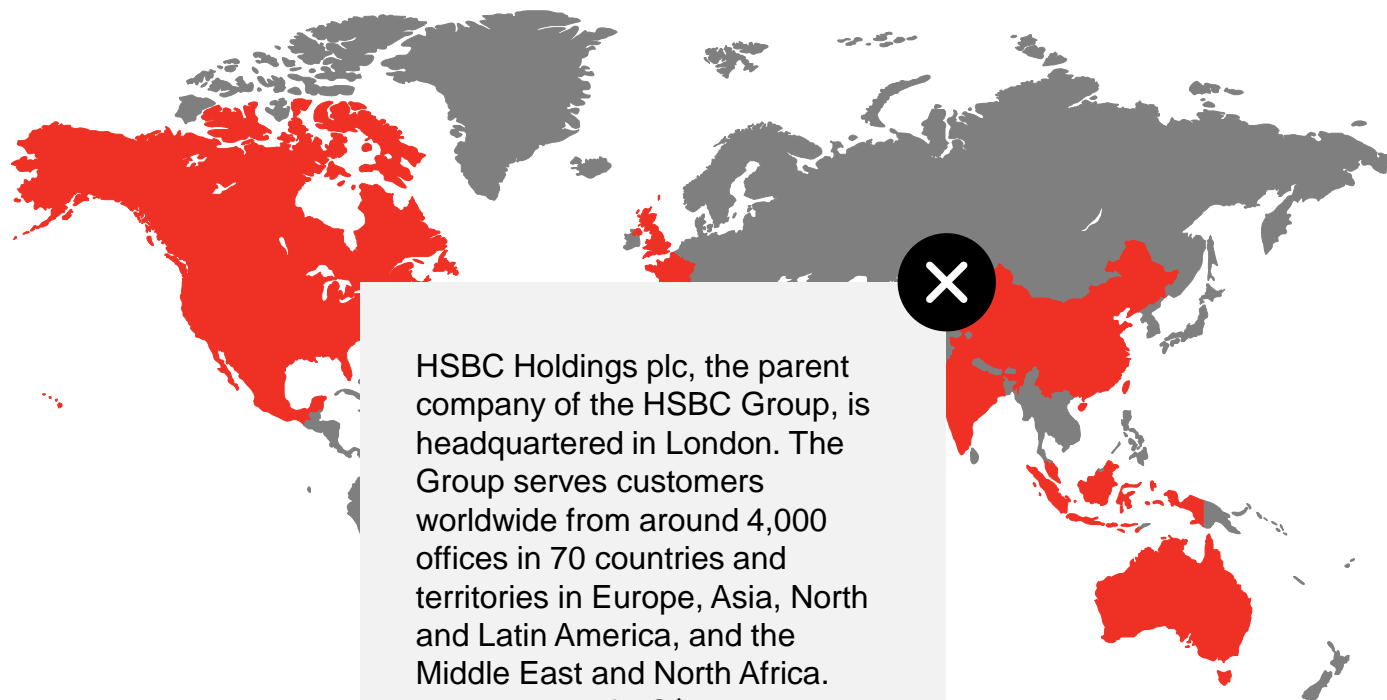 HSBC Holdings plc, the parent
company of the HSBC Group, is
headquartered in London. The
Group serves customers
worldwide from around 4,000
offices in 70 countries and
territories in Europe, Asia, North
and Latin America, and the
Middle East and North Africa.